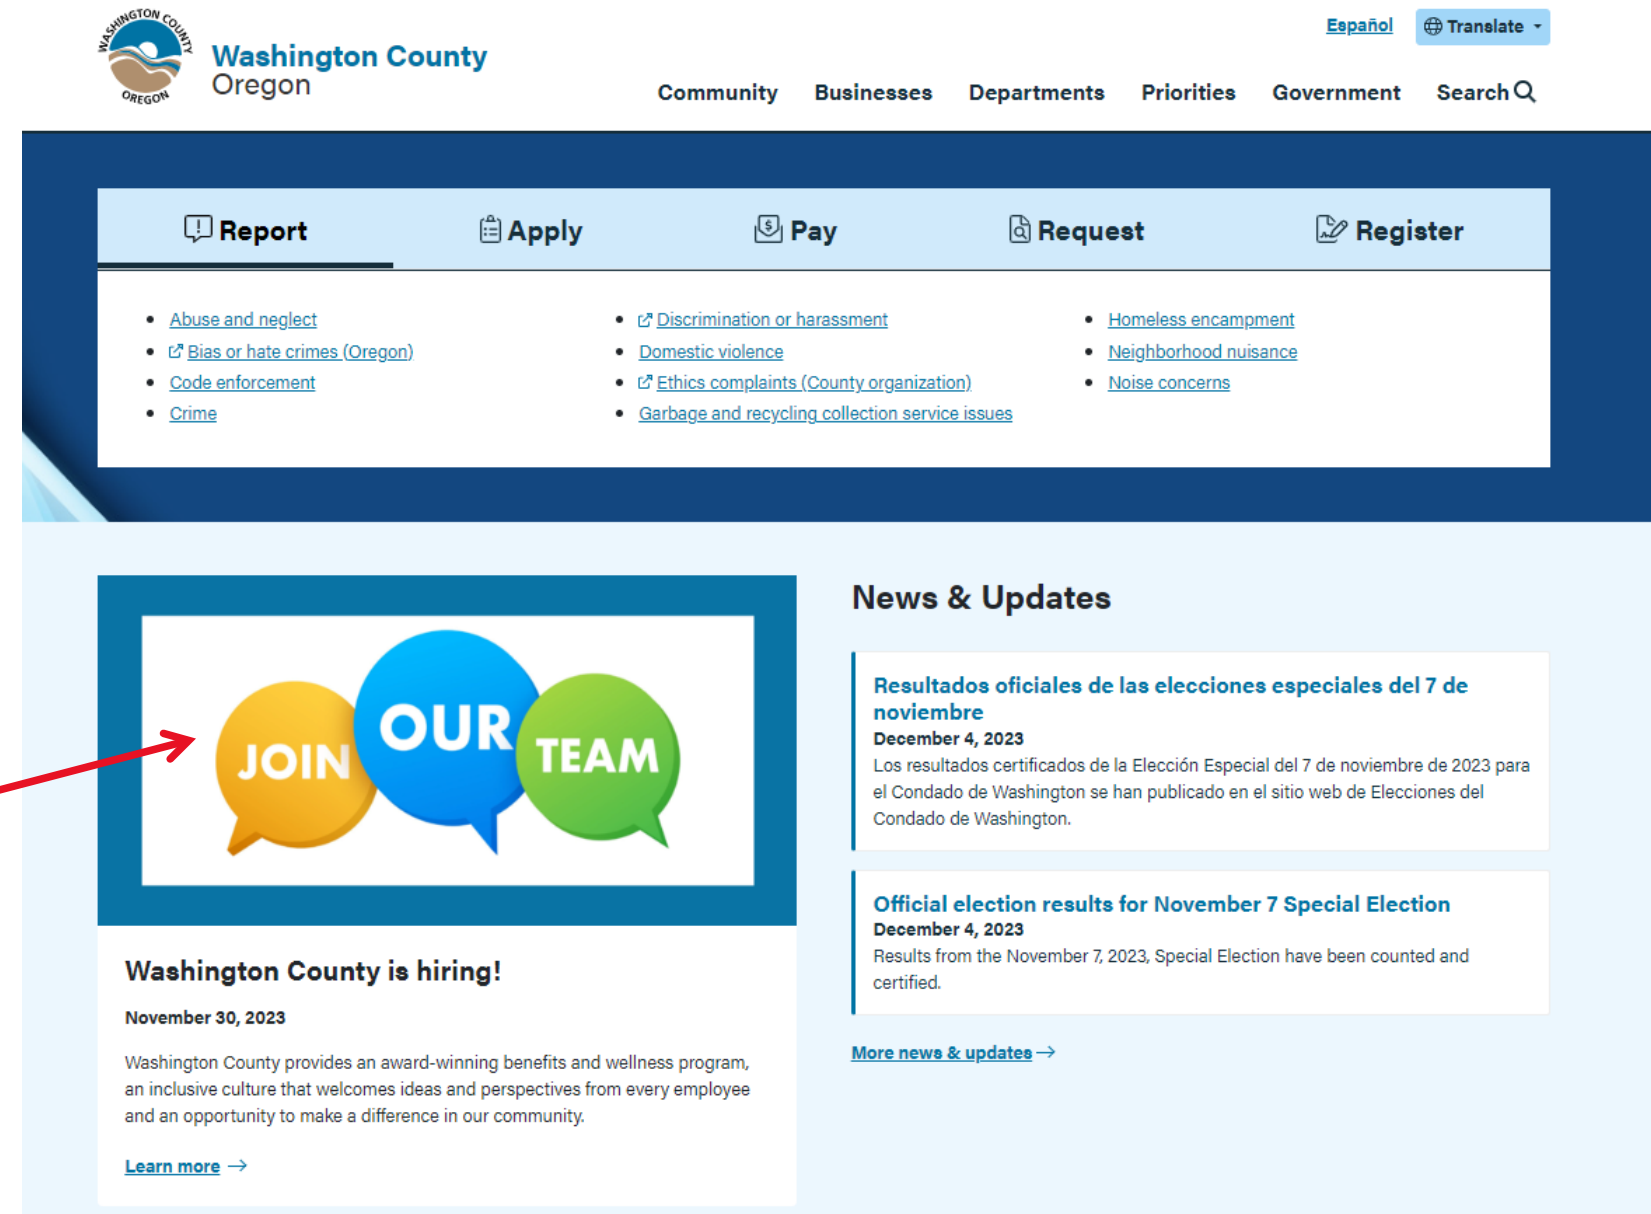 WASHINGTON COUNTY
OREGON
Washington County
Oregon
Español
Translate
Community Businesses Departments Priorities Government Search
Report Apply Pay Request Register
Abuse and neglect
Bias or hate crimes (Oregon)
Code enforcement
Crime
Discrimination or harassment
Domestic violence
Ethics complaints (County organization)
Garbage and recycling collection service issues
Homeless encampment
Neighborhood nuisance
Noise concerns
JOIN OUR TEAM
Washington County is hiring!
November 30, 2023
Washington County provides an award-winning benefits and wellness program,
an inclusive culture that welcomes ideas and perspectives from every employee
and an opportunity to make a difference in our community.
Learn more →
News & Updates
Resultados oficiales de las elecciones especiales del 7 de
noviembre
December 4, 2023
Los resultados certificados de la Elección Especial del 7 de noviembre de 2023 para
el Condado de Washington se han publicado en el sitio web de Elecciones del
Condado de Washington.
Official election results for November 7 Special Election
December 4, 2023
Results from the November 7, 2023, Special Election have been counted and
certified.
More news & updates →